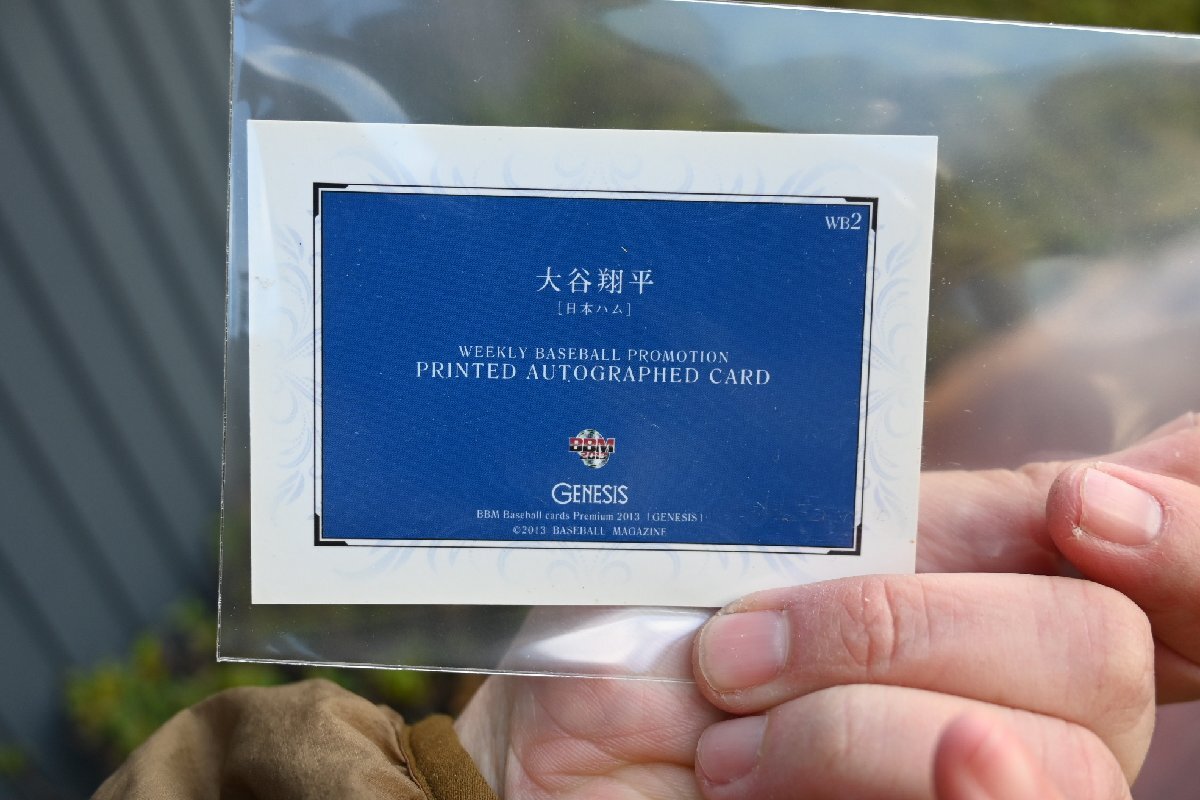 WB2
大谷翔平
[日本ハム]
WEEKLY BASEBALL PROMOTION
PRINTED AUTOGRAPHED CARD
BBM
2013
GENESIS
BBM Baseball cards Premium 2013 [GENESIS]
©2013 BASEBALL MAGAZINE